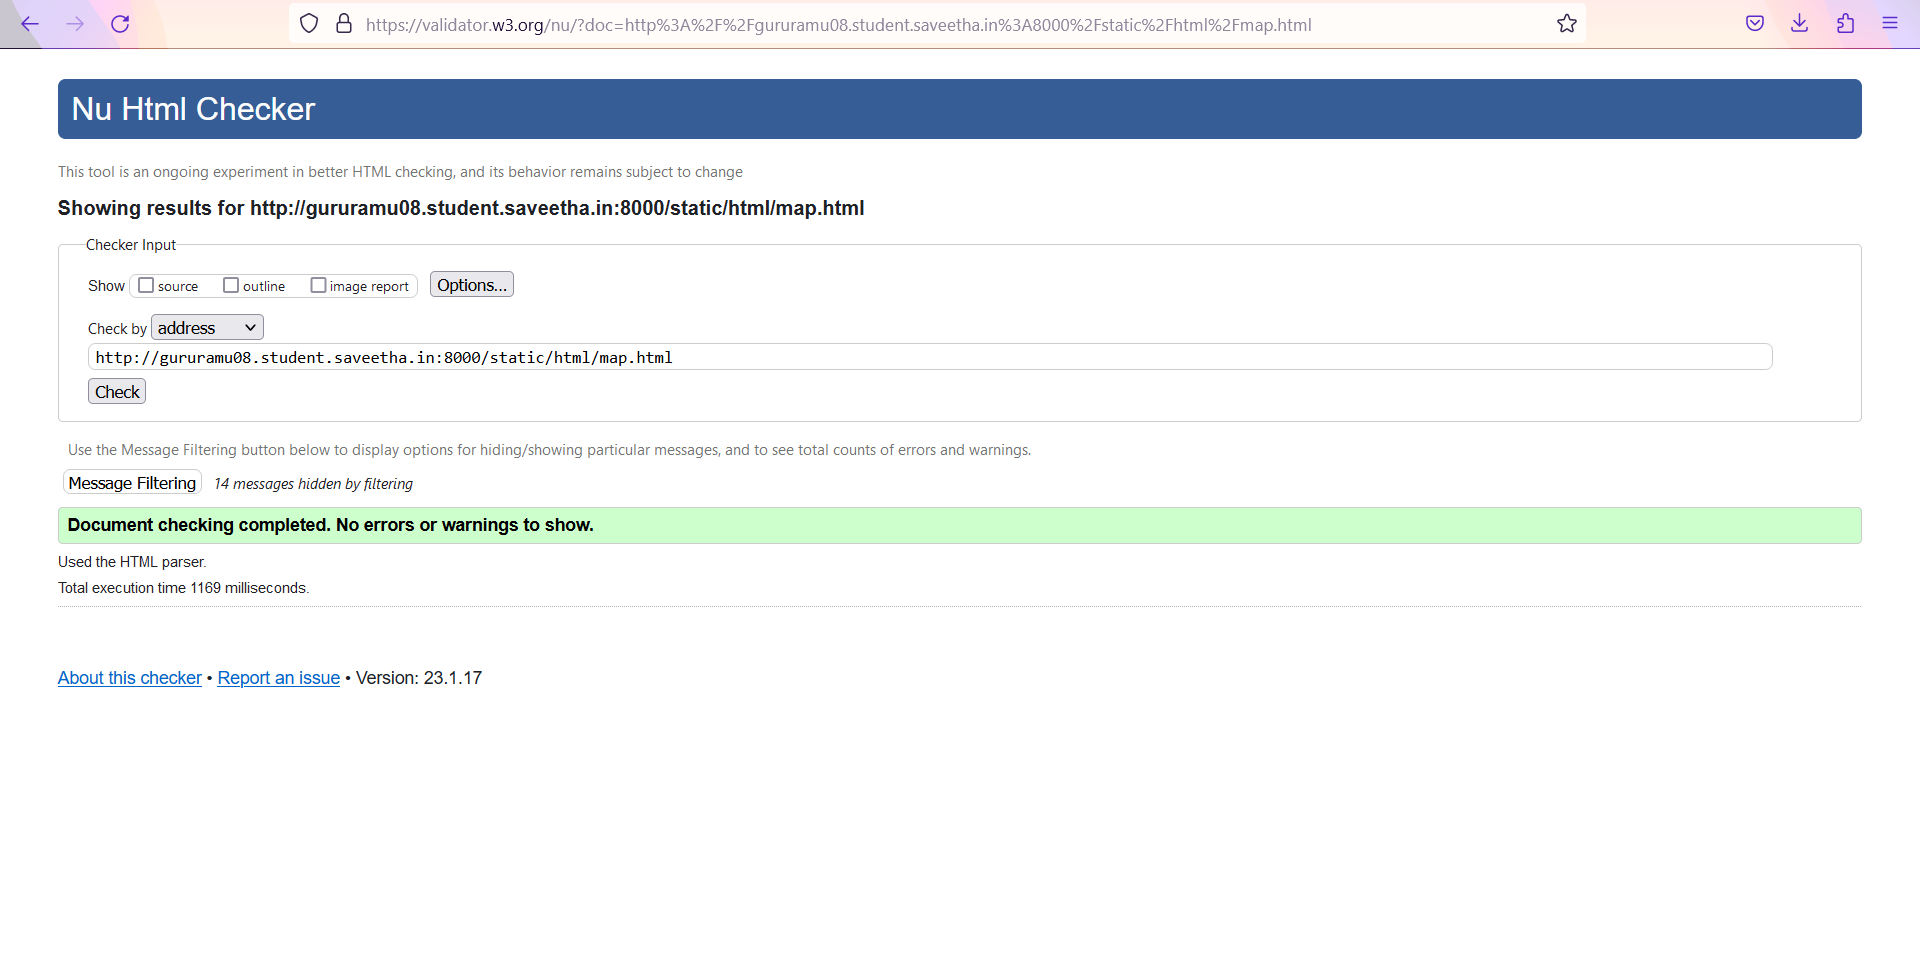 https://validator.w3.org/nu/?doc=http%3A%2F%2Fgururamu08.student.saveetha.in%3A8000%2Fstatic%2Fhtml%2Fmap.html
Nu Html Checker
This tool is an ongoing experiment in better HTML checking, and its behavior remains subject to change
Showing results for http://gururamu08.student.saveetha.in:8000/static/html/map.html
Checker Input
Show source outline image report Options...
Check by address
http://gururamu08.student.saveetha.in:8000/static/html/map.html
Check
Use the Message Filtering button below to display options for hiding/showing particular messages, and to see total counts of errors and warnings.
Message Filtering 14 messages hidden by filtering
Document checking completed. No errors or warnings to show.
Used the HTML parser.
Total execution time 1169 milliseconds.
About this checker • Report an issue • Version: 23.1.17